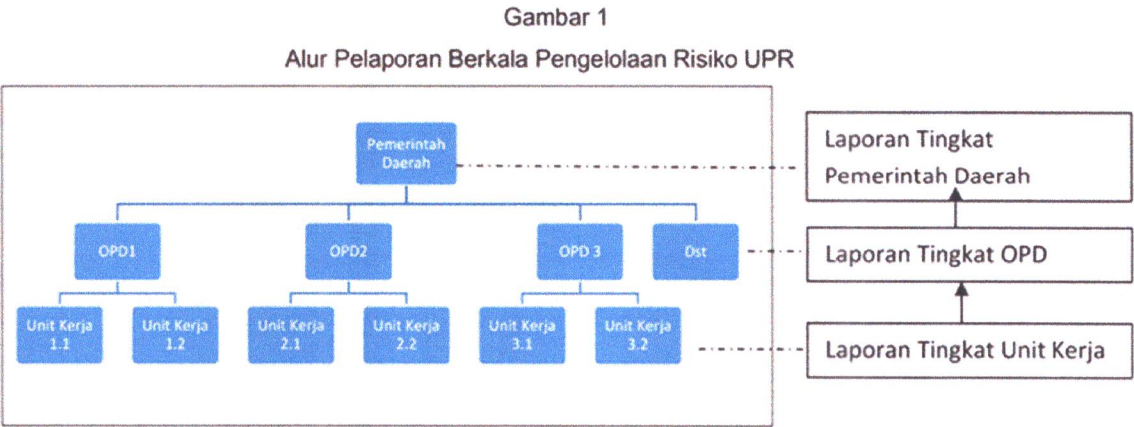 Gambar 1
Alur Pelaporan Berkala Pengelolaan Risiko UPR
Pemerintah
Daerah
Laporan Tingkat
Pemerintah Daerah
OPD1
OPD2
OPD 3
Dst
Laporan Tingkat OPD
Unit Kerja
1.1
Unit Kerja
1.2
Unit Kerja
2.1
Unit Kerja
2.2
Unit Kerja
3.1
Unit Kerja
3.2
Laporan Tingkat Unit Kerja